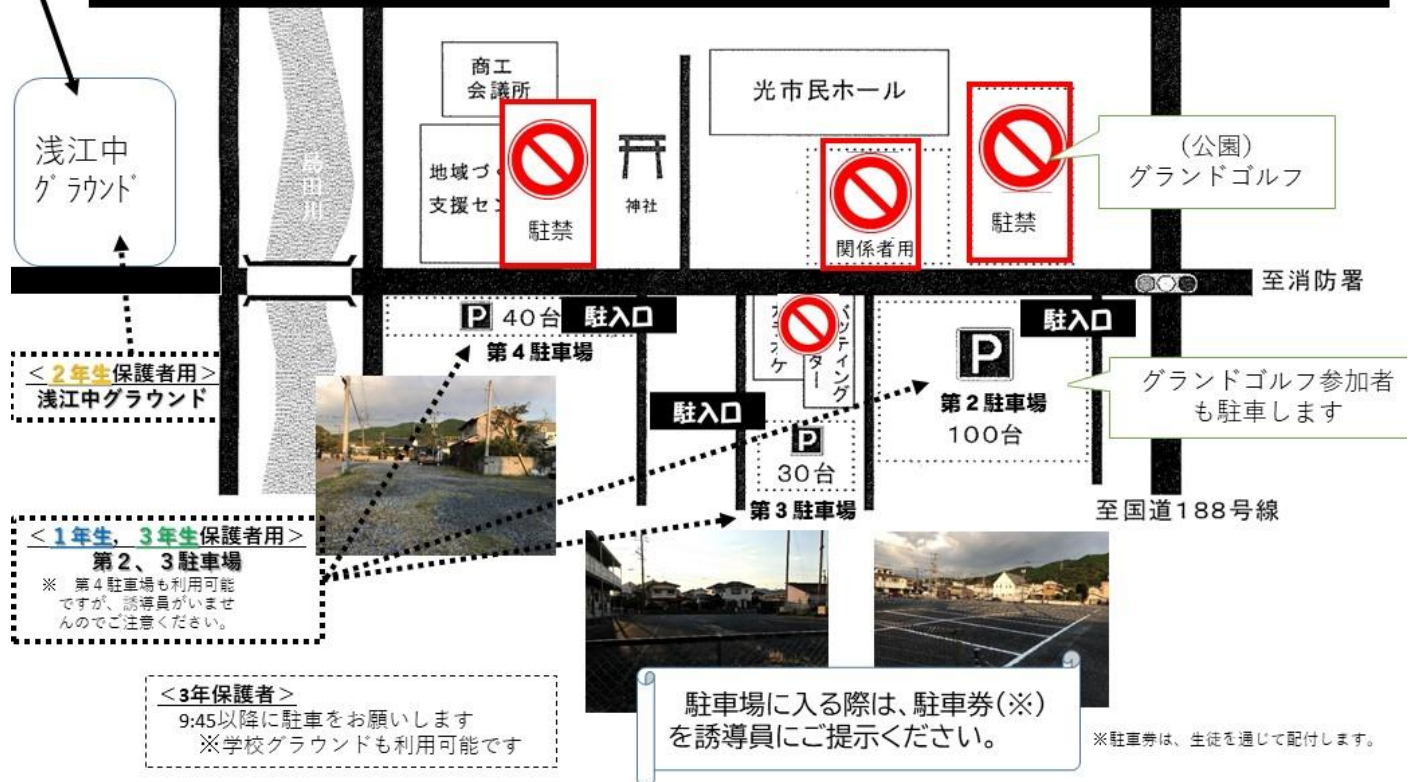 商工
会議所
光市民ホール
浅江中
グラウンド
島田川
地域づ
支援セ
駐禁
神社
関係者用
駐禁
(公園)
グランドゴルフ
至消防署
P 40台
駐入口
第4駐車場
バッティング
ター
ケ
駐入口
P
第2駐車場
100台
グランドゴルフ参加者
も駐車します
<2年生保護者用>
浅江中グラウンド
駐入口
P
30台
第3駐車場
至国道188号線
<1年生, 3年生保護者用>
第2、3駐車場
※ 第4駐車場も利用可能
ですが、誘導員がいませ
んのでご注意ください。
<3年保護者>
9:45以降に駐車をお願いします
※学校グラウンドも利用可能です
駐車場に入る際は、駐車券(※)
を誘導員にご提示ください。
※駐車券は、生徒を通じて配付します。